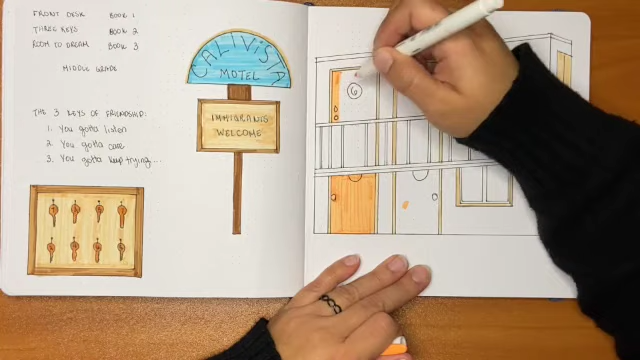 FRONT DESK BOOK 1
THREE KEYS BOOK 2
ROOM TO DREAM BOOK 3
MIDDLE GRADE
THE 3 KEYS OF FRIENDSHIP:
1. You gotta listen
2. You gotta care
3. You gotta keep trying...
CALIVISTA
MOTEL
IMMIGRANTS
WELCOME
6